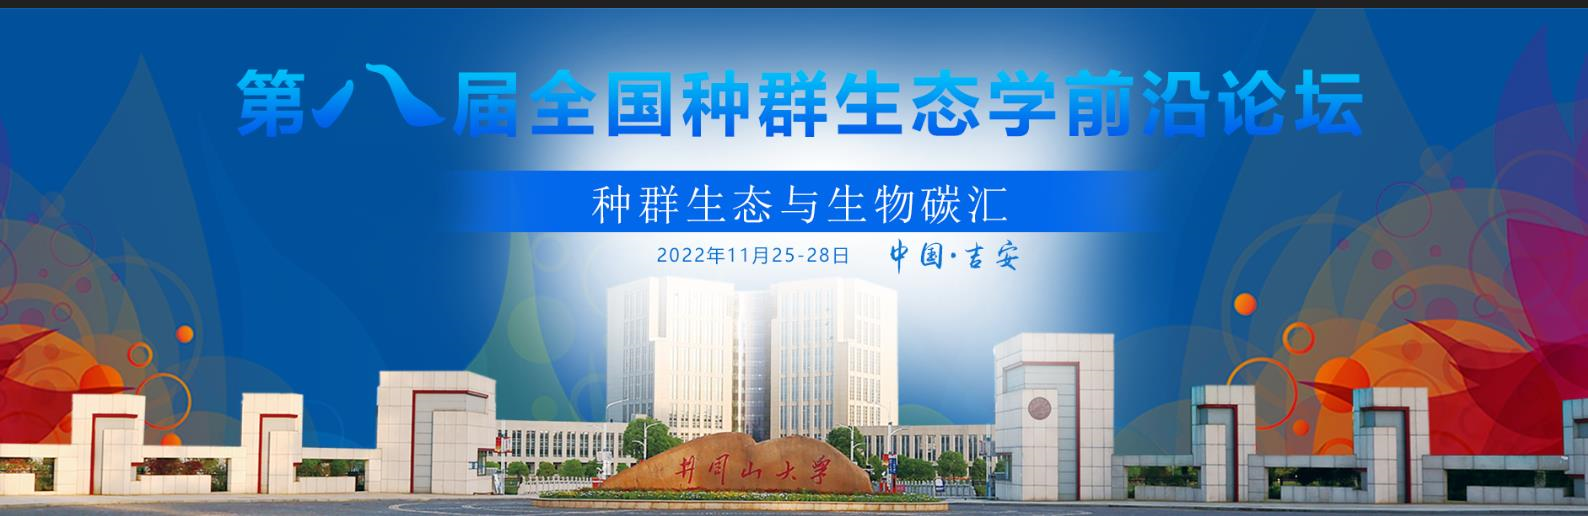 第八届全国种群生态学前沿论坛
种群生态与生物碳汇
2022年11月25-28日 中国·吉安
井冈山大学